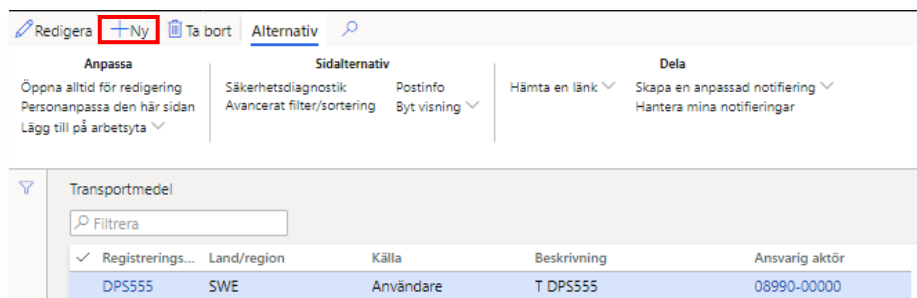 Redigera Ny Ta bort Alternativ
Anpassa
Öppna alltid för redigering
Personanpassa den här sidan
Lägg till på arbetsyta
Sidalternativ
Säkerhetsdiagnostik
Avancerat filter/sortering
Postinfo
Byt visning
Dela
Hämta en länk
Skapa en anpassad notifiering
Hantera mina notifieringar
Transportmedel
Filtrera
Registrerings... Land/region Källa Beskrivning Ansvarig aktör
DPS555 SWE Användare T DPS555 08990-00000